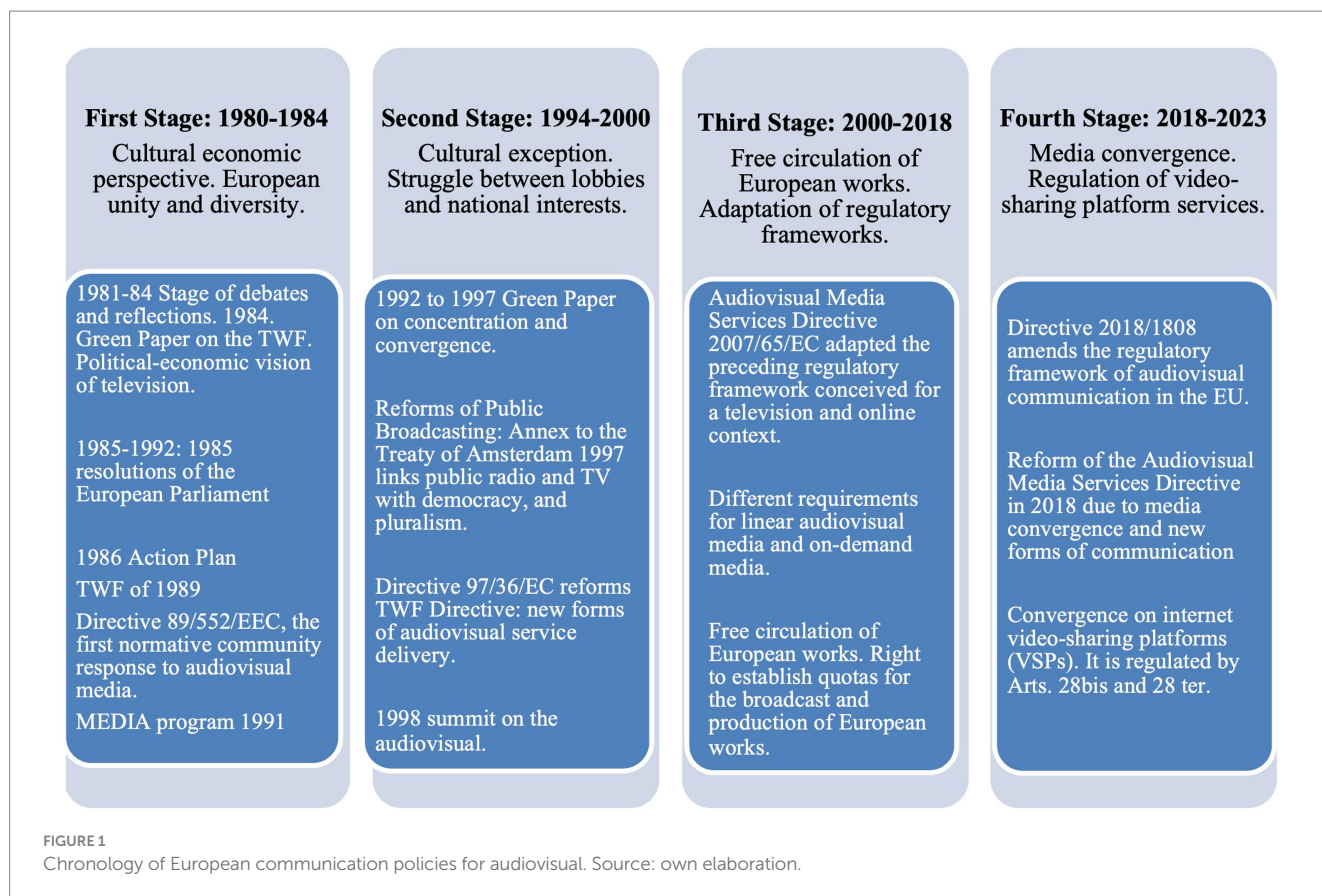 First Stage: 1980-1984
Cultural economic
perspective. European
unity and diversity.
1981-84 Stage of debates
and reflections. 1984.
Green Paper on the TWF.
Political-economic vision
of television.
1985-1992: 1985
resolutions of the
European Parliament
1986 Action Plan
TWF of 1989
Directive 89/552/EEC, the
first normative community
response to audiovisual
media.
MEDIA program 1991
Second Stage: 1994-2000
Cultural exception.
Struggle between lobbies
and national interests.
1992 to 1997 Green Paper
on concentration and
convergence.
Reforms of Public
Broadcasting: Annex to the
Treaty of Amsterdam 1997
links public radio and TV
with democracy, and
pluralism.
Directive 97/36/EC reforms
TWF Directive: new forms
of audiovisual service
delivery.
1998 summit on the
audiovisual.
Third Stage: 2000-2018
Free circulation of
European works.
Adaptation of regulatory
frameworks.
Audiovisual Media
Services Directive
2007/65/EC adapted the
preceding regulatory
framework conceived for
a television and online
context.
Different requirements
for linear audiovisual
media and on-demand
media.
Free circulation of
European works. Right
to establish quotas for
the broadcast and
production of European
works.
Fourth Stage: 2018-2023
Media convergence.
Regulation of video-
sharing platform services.
Directive 2018/1808
amends the regulatory
framework of audiovisual
communication in the EU.
Reform of the Audiovisual
Media Services Directive
in 2018 due to media
convergence and new
forms of communication
Convergence on internet
video-sharing platforms
(VSPs). It is regulated by
Arts. 28bis and 28 ter.
FIGURE 1
Chronology of European communication policies for audiovisual. Source: own elaboration.